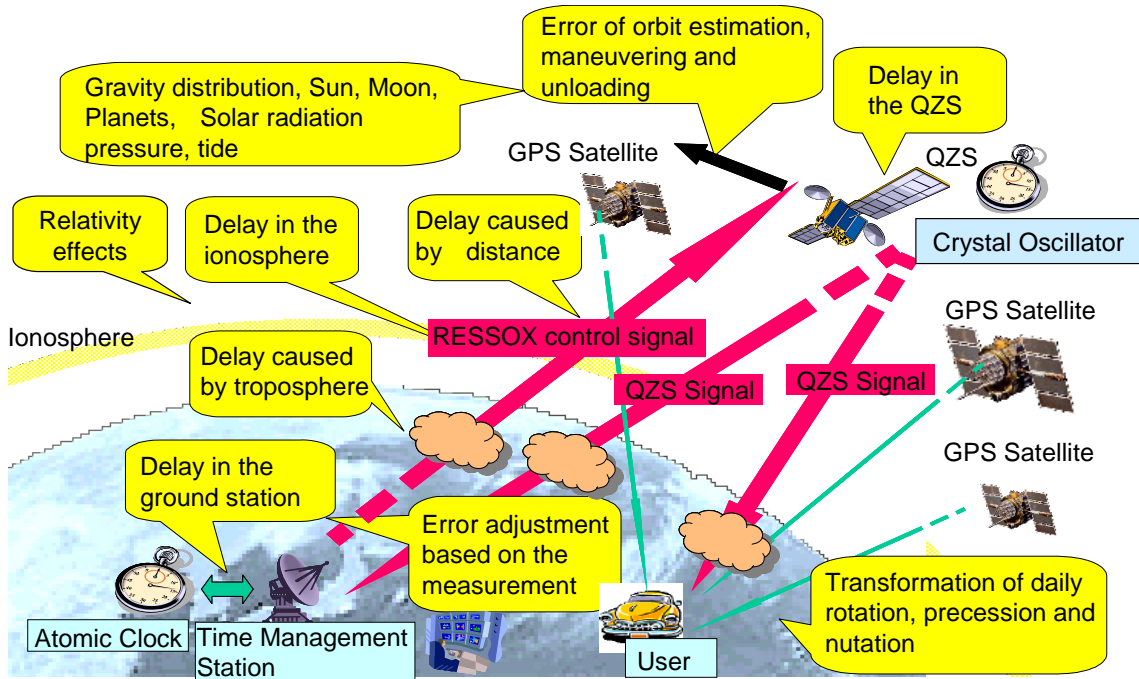 Error of orbit estimation,
maneuvering and
unloading
Gravity distribution, Sun, Moon,
Planets, Solar radiation
pressure, tide
Delay in
the QZS
GPS Satellite
QZS
Crystal Oscillator
Relativity
effects
Delay in the
ionosphere
Delay caused
by distance
Ionosphere
RESSOX control signal
GPS Satellite
Delay caused
by troposphere
QZS Signal
QZS Signal
GPS Satellite
Delay in the
ground station
Error adjustment
based on the
measurement
Transformation of daily
rotation, precession and
nutation
Atomic Clock
Time Management
Station
User